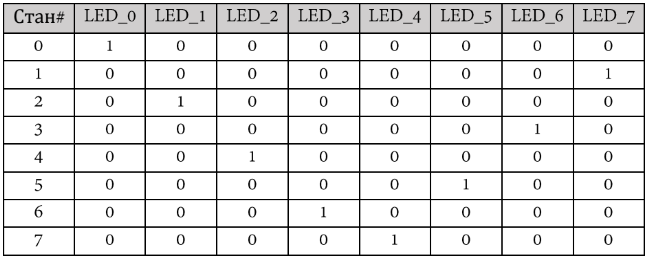 Стан# LED_0 LED_1 LED_2 LED_3 LED_4 LED_5 LED_6 LED_7
0 1 0 0 0 0 0 0 0
1 0 0 0 0 0 0 0 1
2 0 1 0 0 0 0 0 0
3 0 0 0 0 0 0 1 0
4 0 0 1 0 0 0 0 0
5 0 0 0 0 0 1 0 0
6 0 0 0 1 0 0 0 0
7 0 0 0 0 1 0 0 0